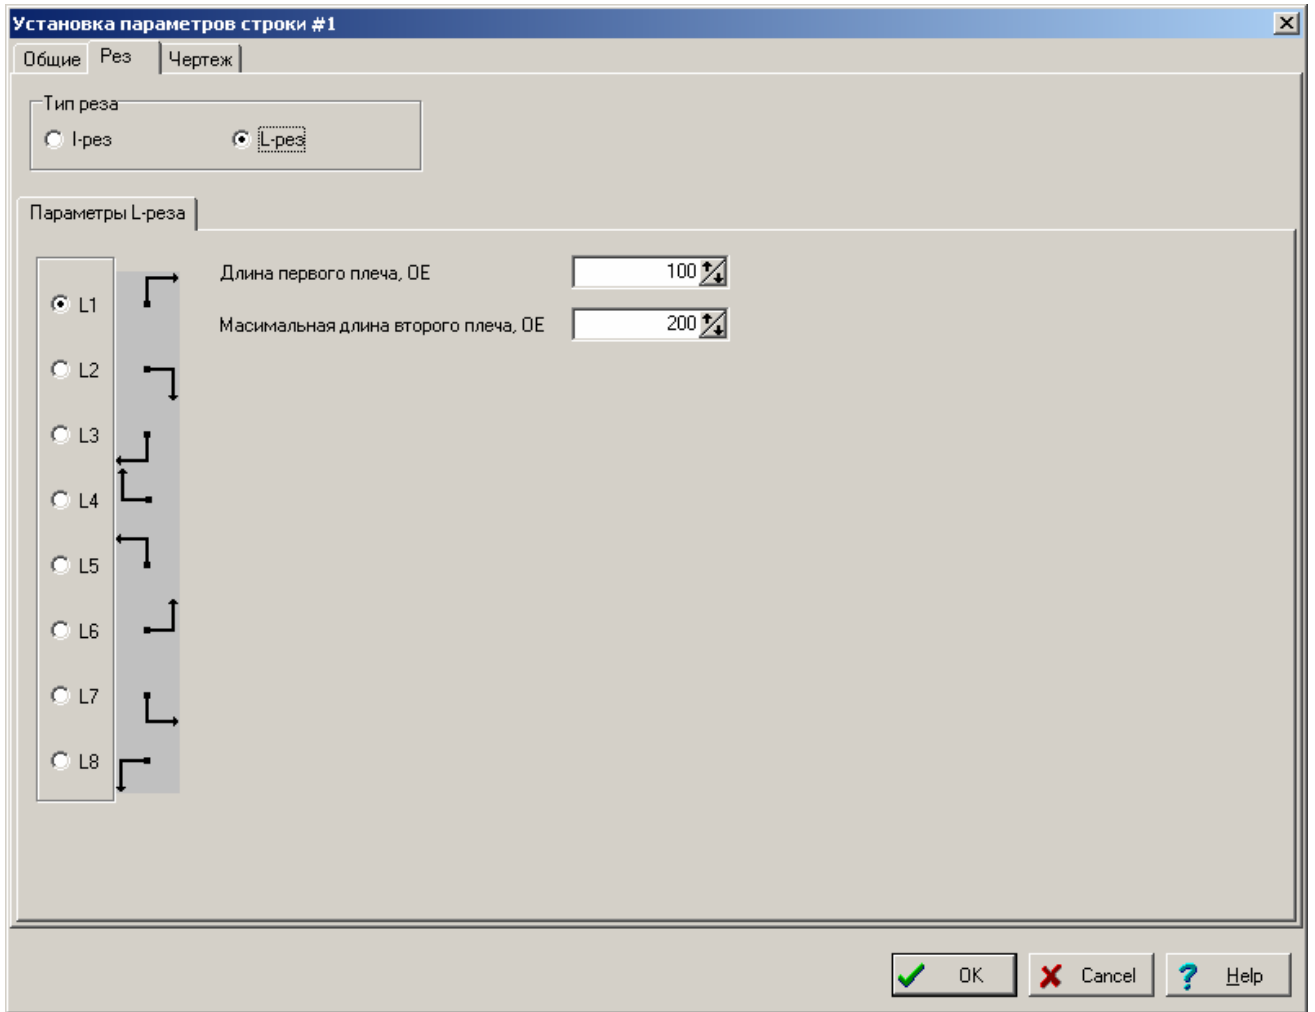 Установка параметров строки #1
Общие Рез Чертеж
Тип реза
I-рез L-рез
Параметры L-реза
Длина первого плеча, ОЕ 100
Масимальная длина второго плеча, ОЕ 200
L1
L2
L3
L4
L5
L6
L7
L8
OK Cancel Help